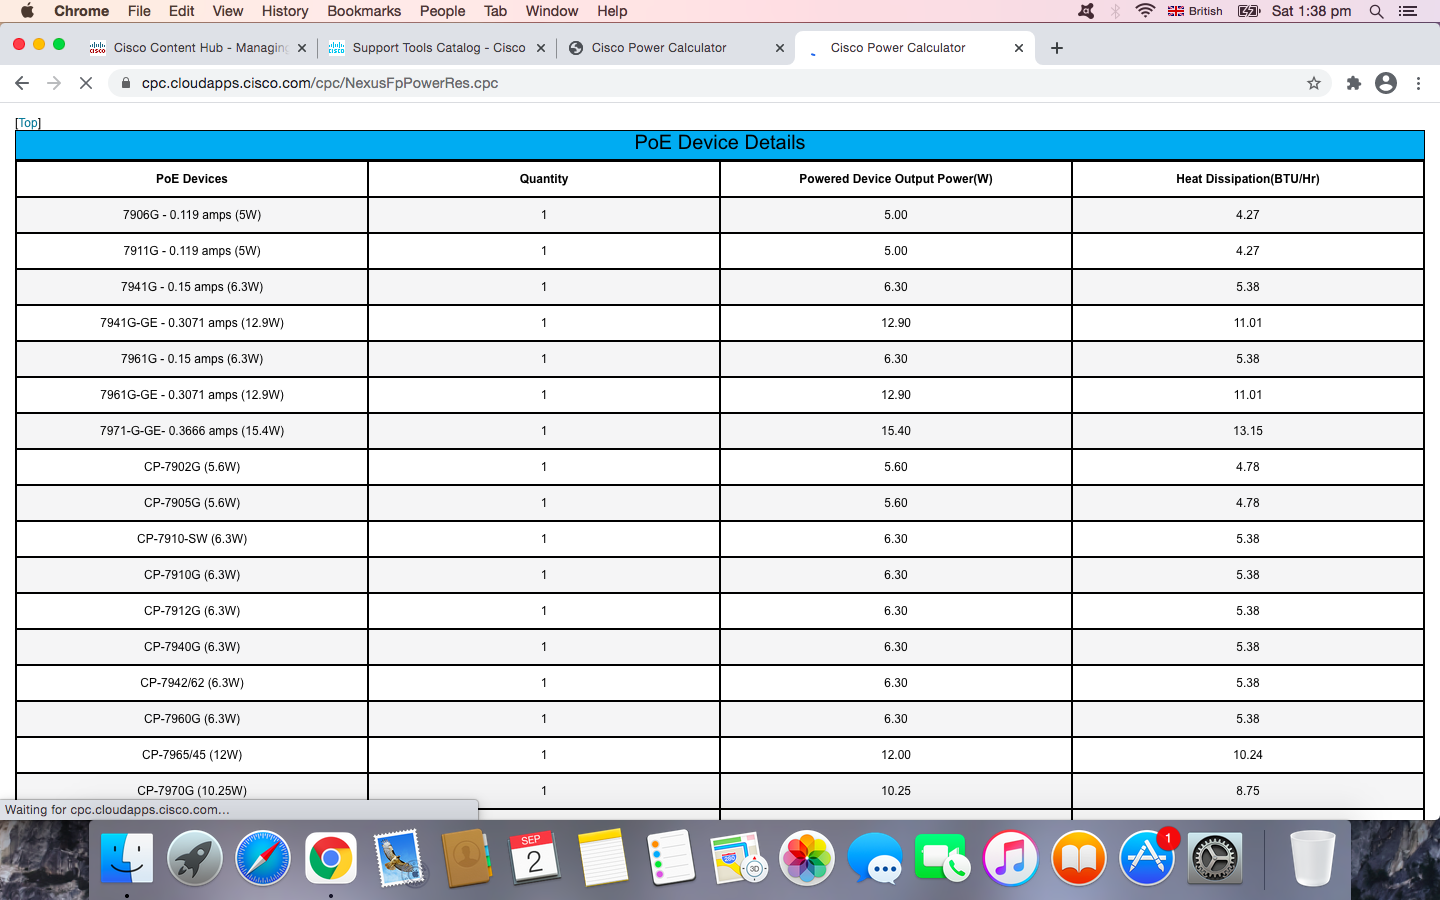 Chrome File Edit View History Bookmarks People Tab Window Help British Sat 1:38 pm
Cisco Content Hub - Managing Support Tools Catalog - Cisco Cisco Power Calculator Cisco Power Calculator
cpc.cloudapps.cisco.com/cpc/NexusFpPowerRes.cpc
[Top]
PoE Device Details
PoE Devices Quantity Powered Device Output Power(W) Heat Dissipation(BTU/Hr)
7906G - 0.119 amps (5W) 1 5.00 4.27
7911G - 0.119 amps (5W) 1 5.00 4.27
7941G - 0.15 amps (6.3W) 1 6.30 5.38
7941G-GE - 0.3071 amps (12.9W) 1 12.90 11.01
7961G - 0.15 amps (6.3W) 1 6.30 5.38
7961G-GE - 0.3071 amps (12.9W) 1 12.90 11.01
7971-G-GE- 0.3666 amps (15.4W) 1 15.40 13.15
CP-7902G (5.6W) 1 5.60 4.78
CP-7905G (5.6W) 1 5.60 4.78
CP-7910-SW (6.3W) 1 6.30 5.38
CP-7910G (6.3W) 1 6.30 5.38
CP-7912G (6.3W) 1 6.30 5.38
CP-7940G (6.3W) 1 6.30 5.38
CP-7942/62 (6.3W) 1 6.30 5.38
CP-7960G (6.3W) 1 6.30 5.38
CP-7965/45 (12W) 1 12.00 10.24
CP-7970G (10.25W) 1 10.25 8.75
Waiting for cpc.cloudapps.cisco.com...
SEP
2
280
3D
1